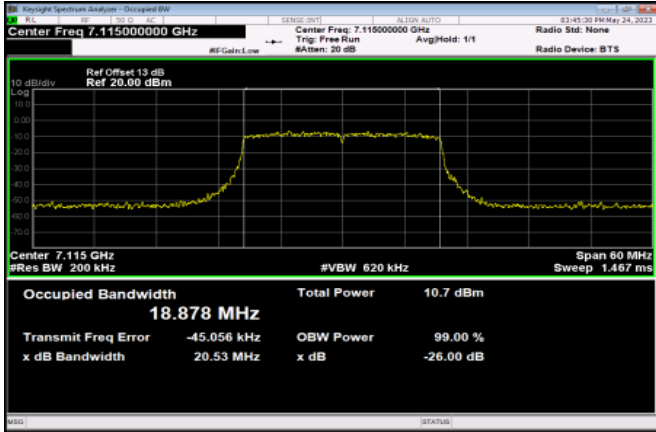 Keysight Spectrum Analyzer - Occupied BW
RL RF 50 Ω AC SENSE:INT ALIGN AUTO 03:45:30 PM May 24, 2023
Center Freq 7.115000000 GHz Center Freq: 7.115000000 GHz Radio Std: None
Trig: Free Run Avg|Hold: 1/1
#IFGain:Low #Atten: 20 dB Radio Device: BTS
Ref Offset 13 dB
10 dB/div Ref 20.00 dBm
Log
10.0
0.00
-10.0
-20.0
-30.0
-40.0
-50.0
-60.0
-70.0
Center 7.115 GHz Span 60 MHz
#Res BW 200 kHz #VBW 620 kHz Sweep 1.467 ms
Occupied Bandwidth Total Power 10.7 dBm
18.878 MHz
Transmit Freq Error -45.056 kHz OBW Power 99.00 %
x dB Bandwidth 20.53 MHz x dB -26.00 dB
MSG STATUS